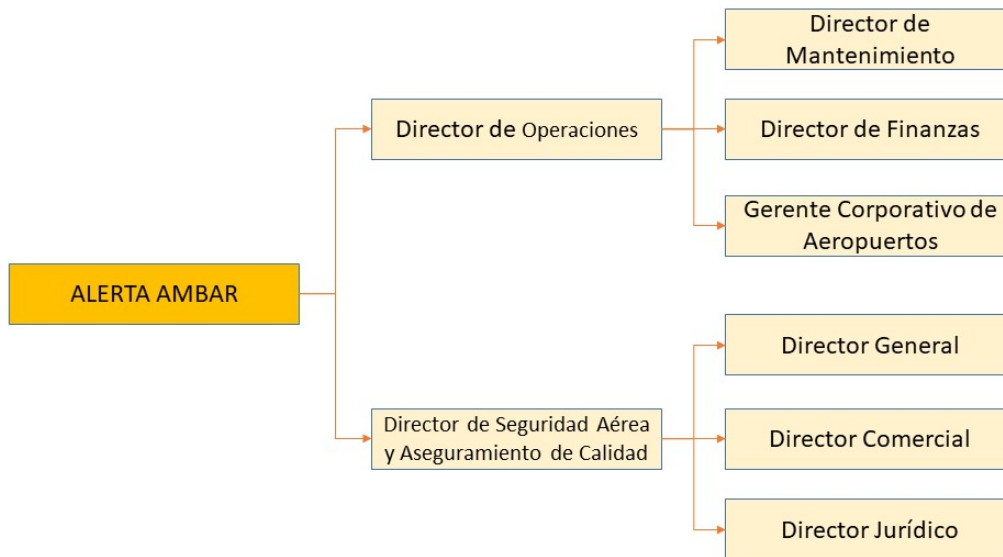 Director de
Mantenimiento
Director de Operaciones
Director de Finanzas
Gerente Corporativo de
Aeropuertos
ALERTA AMBAR
Director General
Director de Seguridad Aérea
y Aseguramiento de Calidad
Director Comercial
Director Jurídico